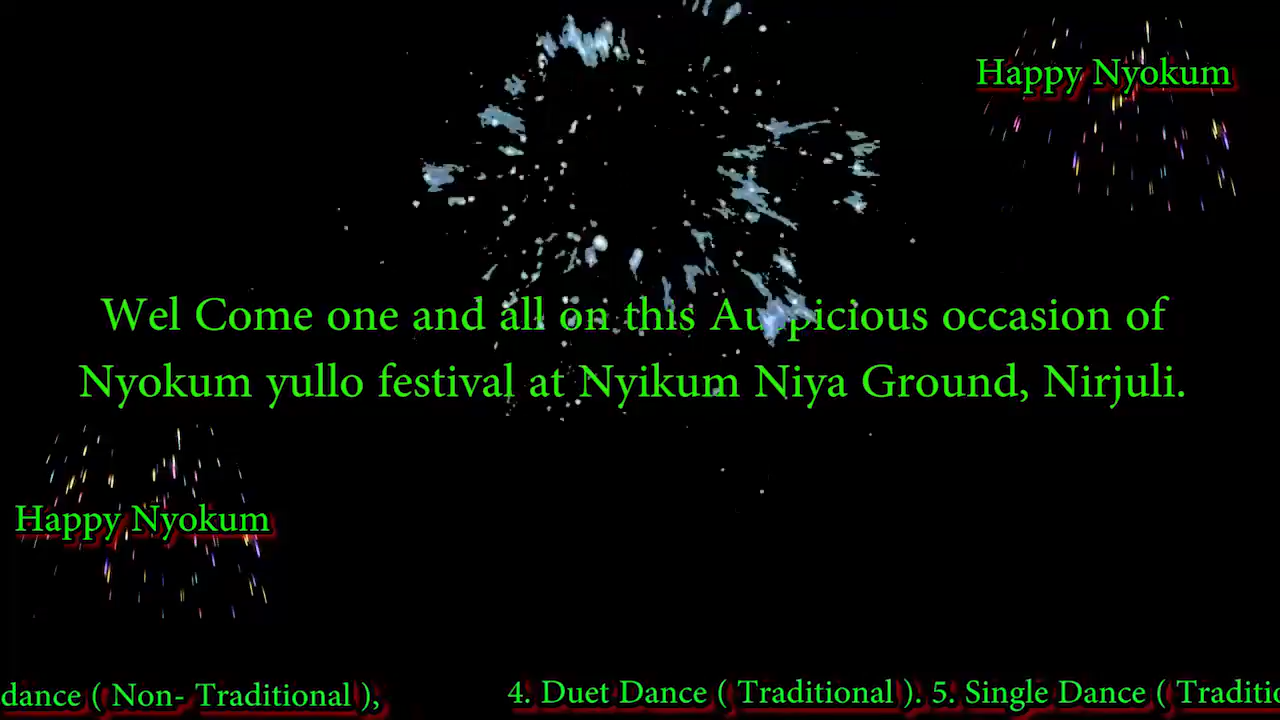 Happy Nyokum
Wel Come one and all on this Auspicious occasion of
Nyokum yullo festival at Nyikum Niya Ground, Nirjuli.
Happy Nyokum
dance ( Non- Traditional ), 4. Duet Dance ( Traditional ). 5. Single Dance (